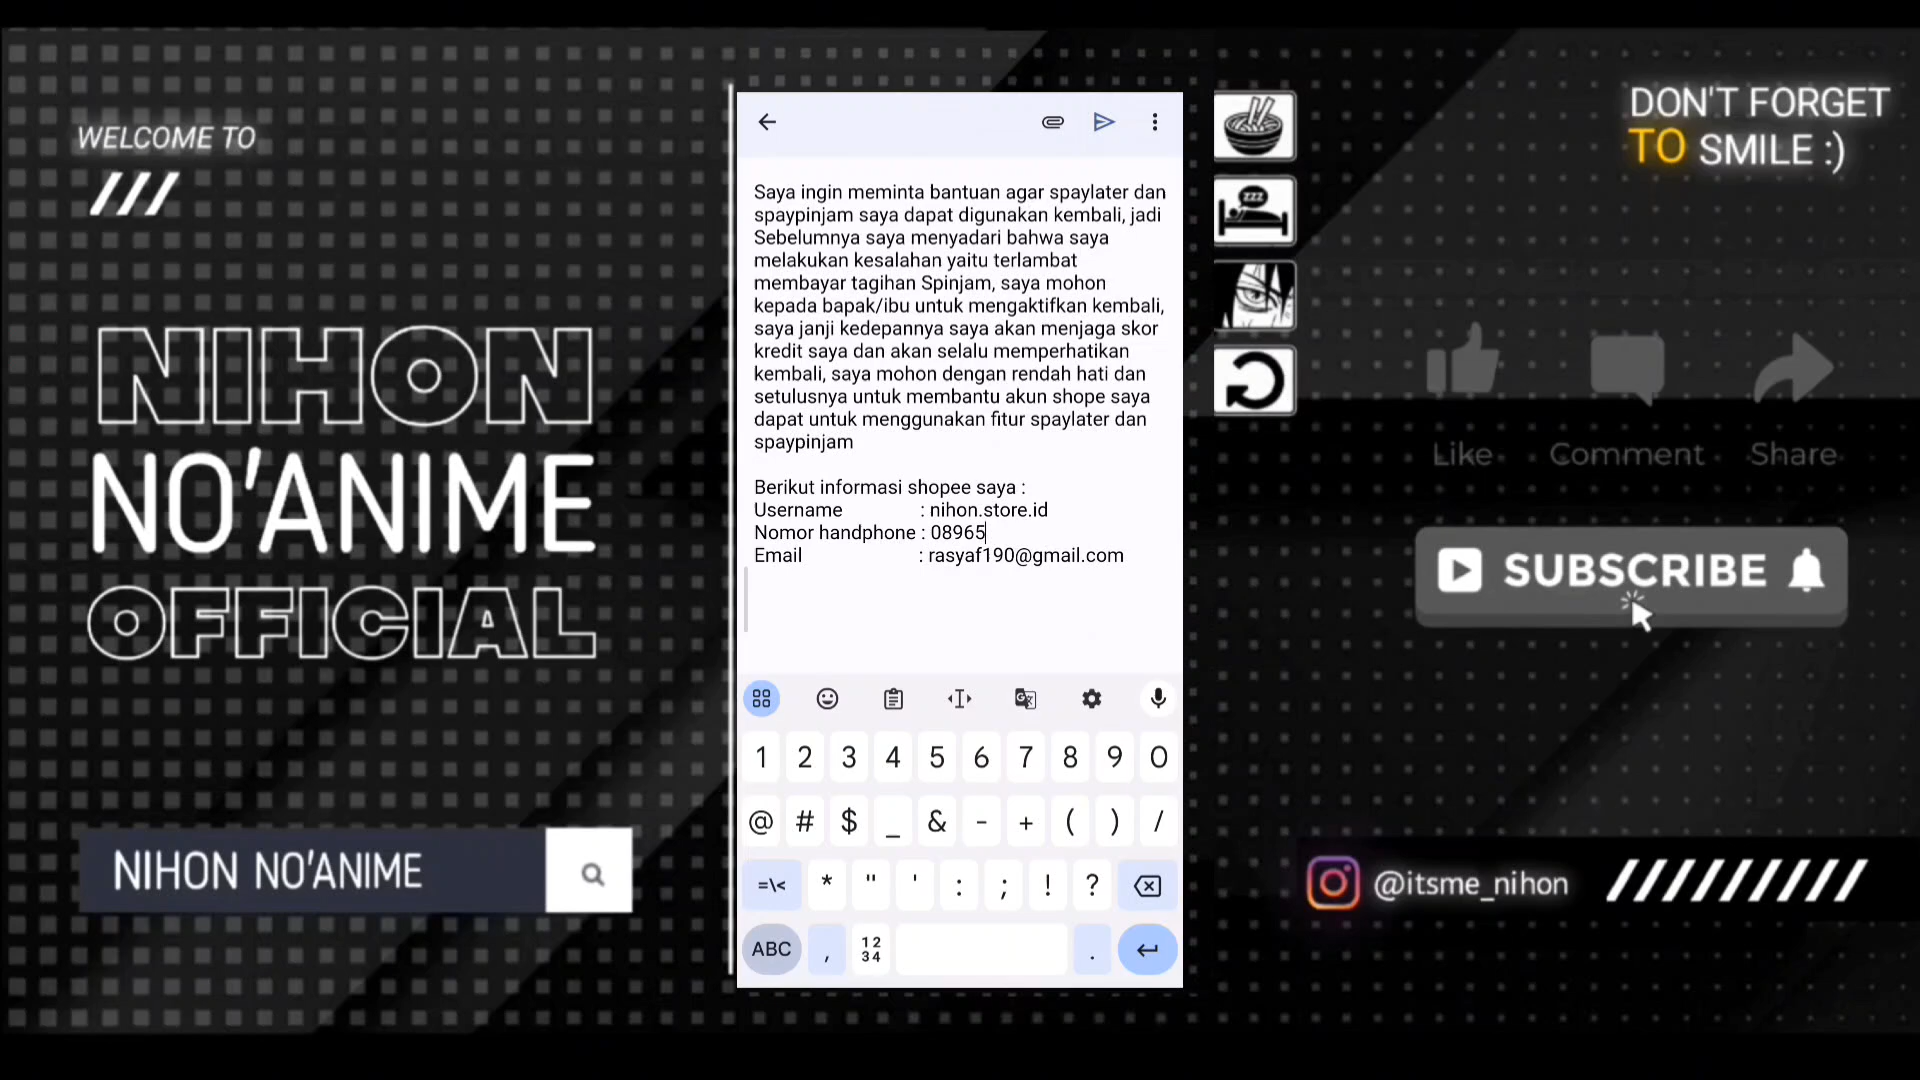 WELCOME TO
NIHON
NO'ANIME
OFFICIAL
NIHON NO'ANIME
Saya ingin meminta bantuan agar spaylater dan
spaypinjam saya dapat digunakan kembali, jadi
Sebelumnya saya menyadari bahwa saya
melakukan kesalahan yaitu terlambat
membayar tagihan Spinjam, saya mohon
kepada bapak/ibu untuk mengaktifkan kembali,
saya janji kedepannya saya akan menjaga skor
kredit saya dan akan selalu memperhatikan
kembali, saya mohon dengan rendah hati dan
setulusnya untuk membantu akun shope saya
dapat untuk menggunakan fitur spaylater dan
spaypinjam
Berikut informasi shopee saya :
Username : nihon.store.id
Nomor handphone : 08965
Email : rasyaf190@gmail.com
1 2 3 4 5 6 7 8 9 0
@ # $ _ & - + ( ) /
=\< * " ' : ; ! ?
ABC , 12 34 .
zzz
DON'T FORGET
TO SMILE :)
Like Comment Share
SUBSCRIBE
@itsme_nihon